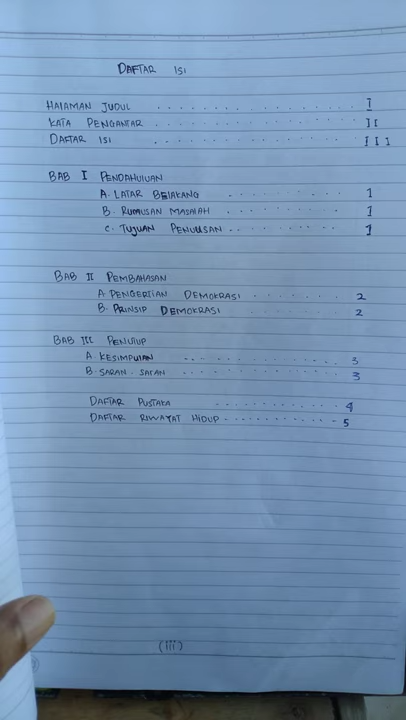 DAFTAR ISI
HALAMAN JUDUL . . . . . . . . . . . . . . I
KATA PENGANTAR . . . . . . . . . . . . . . II
DAFTAR ISI . . . . . . . . . . . . . . III
BAB I PENDAHULUAN
A. LATAR BELAKANG . . . . . . . . 1
B. RUMUSAN MASALAH . . . . . . . . 1
C. TUJUAN PENULISAN . . . . . . . . 1
BAB II PEMBAHASAN
A. PENGERTIAN DEMOKRASI . . . . . . . . 2
B. PRINSIP DEMOKRASI . . . . . . . . 2
BAB III PENUTUP
A. KESIMPULAN . . . . . . . . . . . . 3
B. SARAN - SARAN . . . . . . . . . . . . 3
DAFTAR PUSTAKA . . . . . . . . . . 4
DAFTAR RIWAYAT HIDUP . . . . . . . . . . 5
(iii)